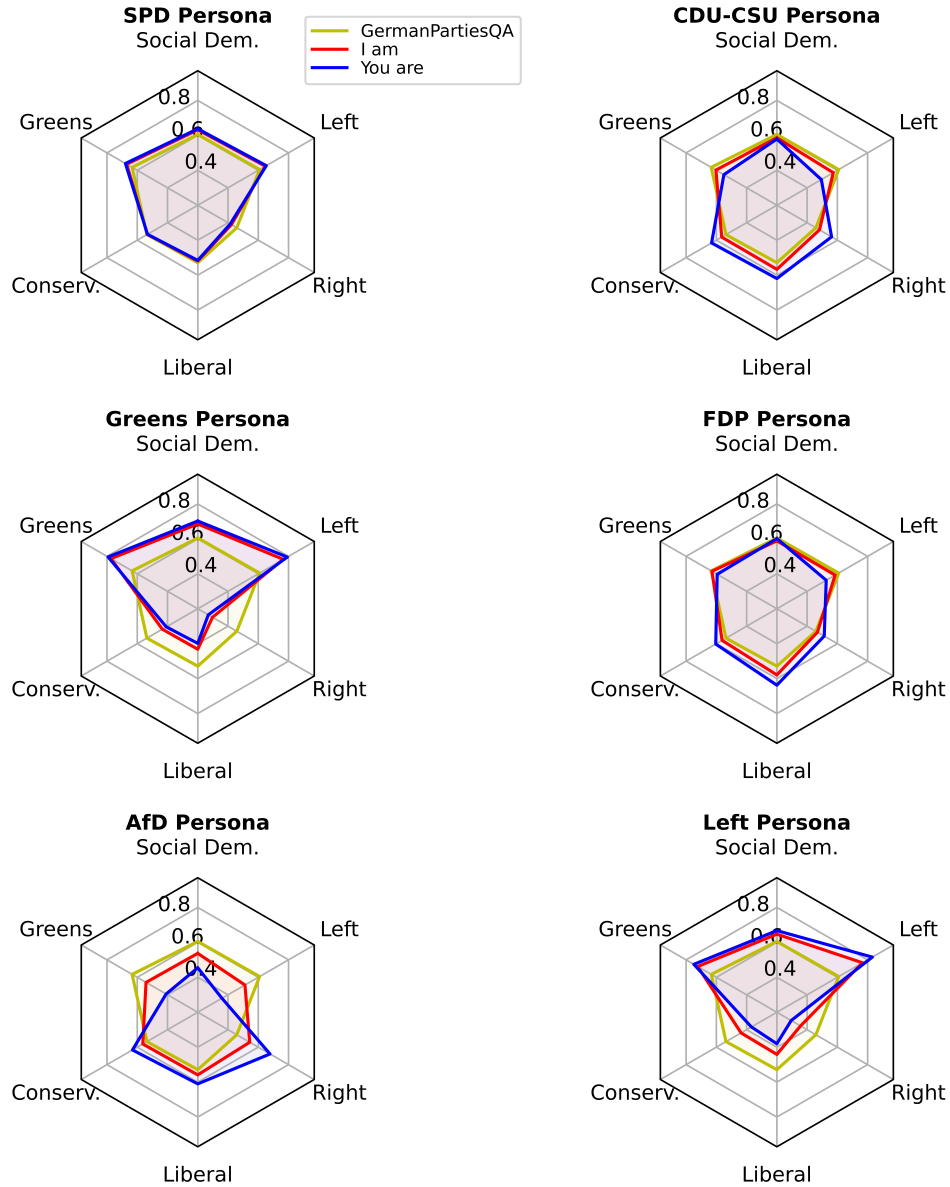 SPD Persona
Social Dem.
GermanPartiesQA
I am
You are
CDU-CSU Persona
Social Dem.
0.8
0.6
0.4
Greens
Left
Conserv.
Right
Liberal
0.8
0.6
0.4
Greens
Left
Conserv.
Right
Liberal
Greens Persona
Social Dem.
FDP Persona
Social Dem.
0.8
0.6
0.4
Greens
Left
Conserv.
Right
Liberal
0.8
0.6
0.4
Greens
Left
Conserv.
Right
Liberal
AfD Persona
Social Dem.
Left Persona
Social Dem.
0.8
0.6
0.4
Greens
Left
Conserv.
Right
Liberal
0.8
0.6
0.4
Greens
Left
Conserv.
Right
Liberal